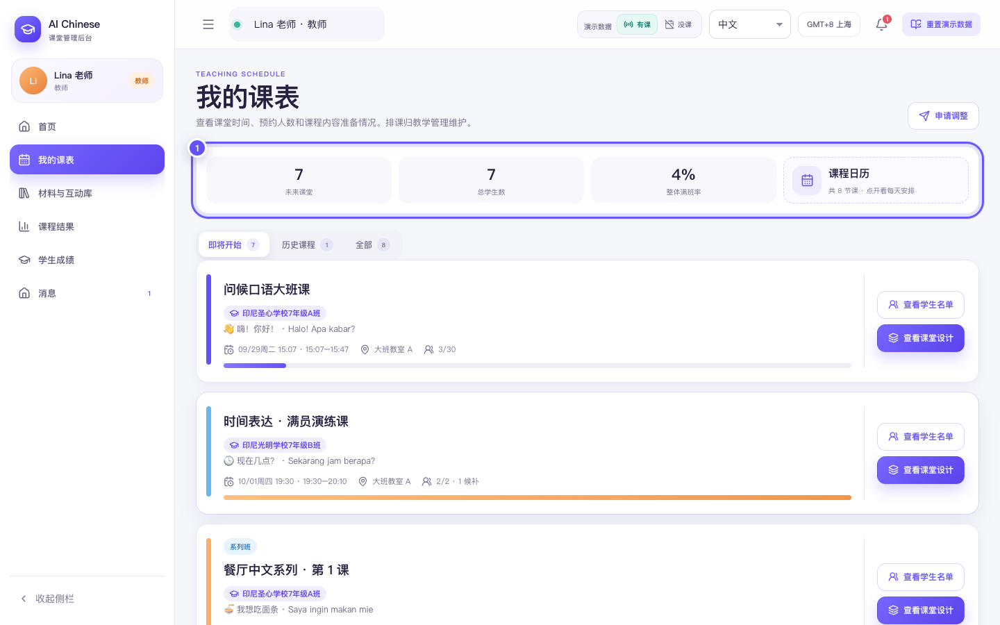 AI Chinese
课堂管理后台
Li
Lina 老师
教师
教师
首页
我的课表
材料与互动库
课程结果
学生成绩
消息
1
收起侧栏
Lina 老师 · 教师
演示数据
有课
没课
中文
GMT+8 上海
1
重置演示数据
TEACHING SCHEDULE
我的课表
查看课堂时间、预约人数和课程内容准备情况。排课归教学管理维护。
申请调整
1
7
未来课堂
7
总学生数
4%
整体满班率
课程日历
共 8 节课 · 点开看每天安排
即将开始 7
历史课程 1
全部 8
问候口语大班课
印尼圣心学校7年级A班
👋 嗨！你好！ · Halo! Apa kabar?
09/29周二 15:07 · 15:07—15:47
大班教室 A
3/30
查看学生名单
查看课堂设计
时间表达 · 满员演练课
印尼光明学校7年级B班
🕒 现在几点？ · Sekarang jam berapa?
10/01周四 19:30 · 19:30—20:10
大班教室 A
2/2 · 1 候补
查看学生名单
查看课堂设计
系列班
餐厅中文系列 · 第 1 课
印尼圣心学校7年级A班
🍜 我想吃面条 · Saya ingin makan mie
查看学生名单
查看课堂设计